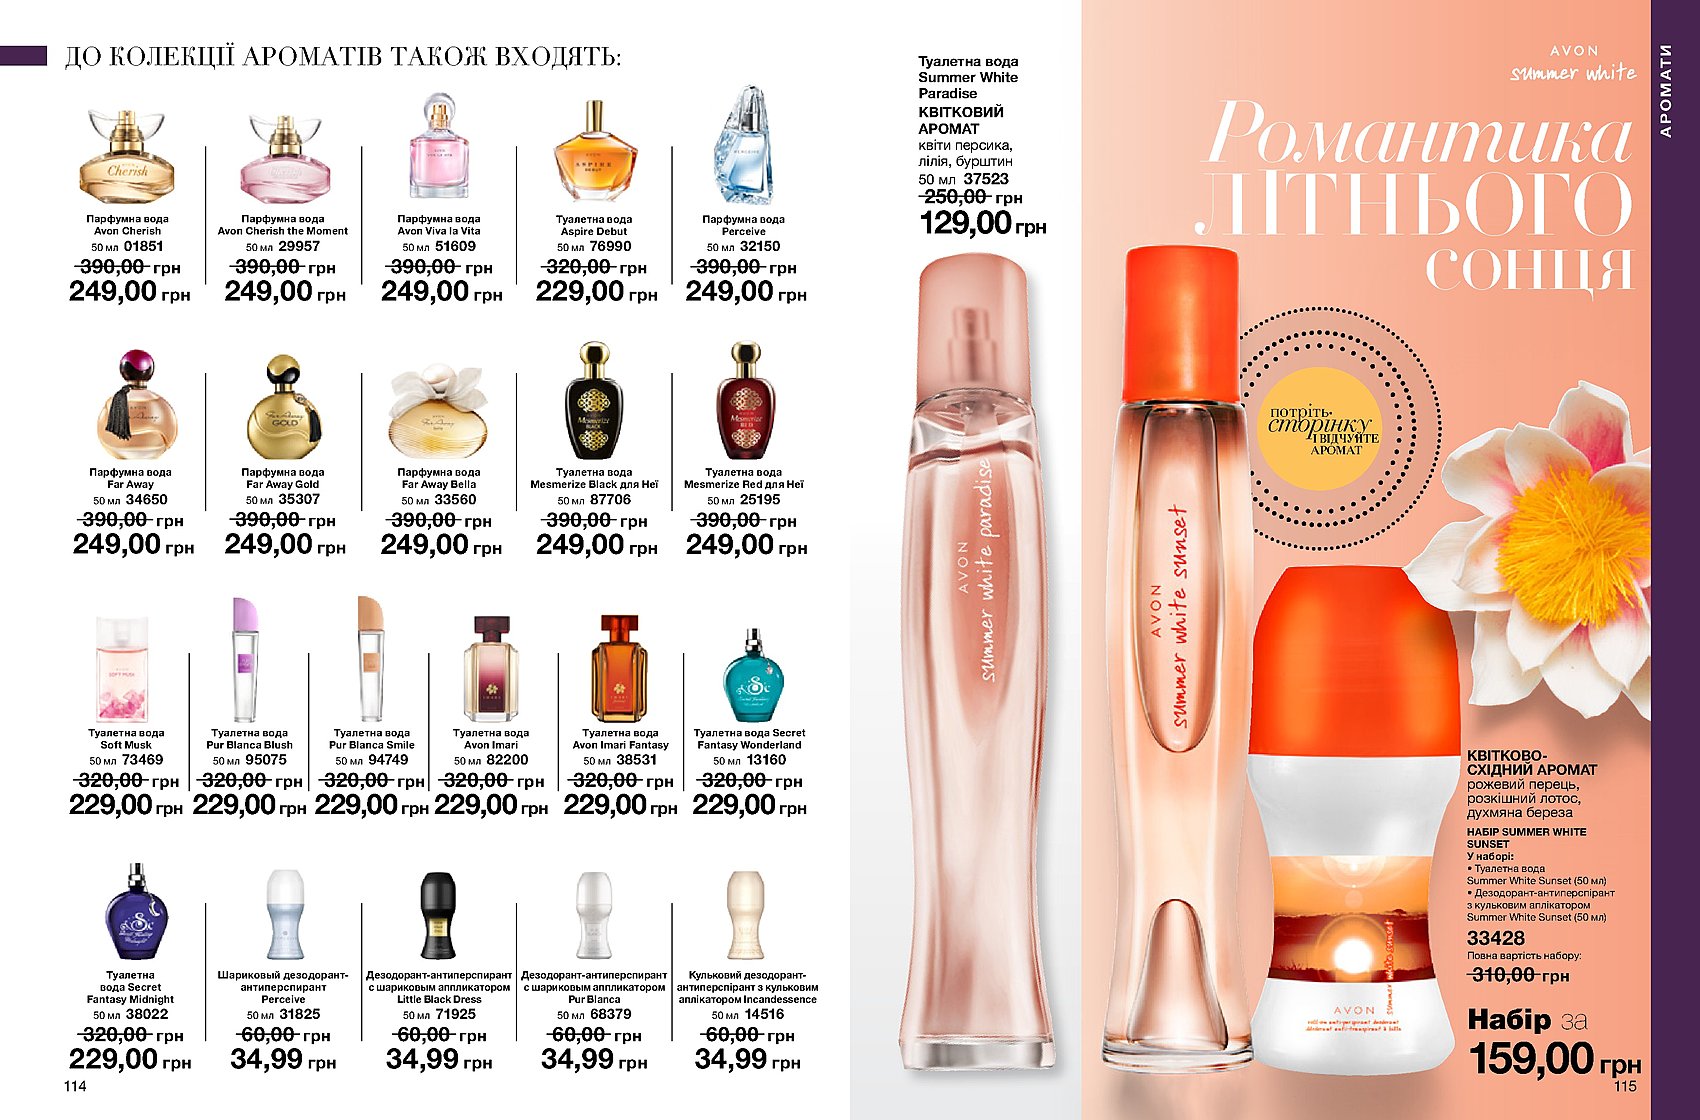 ДО КОЛЕКЦІЇ АРОМАТІВ ТАКОЖ ВХОДЯТЬ:
Парфумна вода
Avon Cherish
50 мл 01851
390,00 грн
249,00 грн
Парфумна вода
Avon Cherish the Moment
50 мл 29957
390,00 грн
249,00 грн
Парфумна вода
Avon Viva la Vita
50 мл 51609
390,00 грн
249,00 грн
Туалетна вода
Aspire Debut
50 мл 76990
320,00 грн
229,00 грн
Парфумна вода
Perceive
50 мл 32150
390,00 грн
249,00 грн
Парфумна вода
Far Away
50 мл 34650
390,00 грн
249,00 грн
Парфумна вода
Far Away Gold
50 мл 35307
390,00 грн
249,00 грн
Парфумна вода
Far Away Bella
50 мл 33560
390,00 грн
249,00 грн
Туалетна вода
Mesmerize Black для Неї
50 мл 87706
390,00 грн
249,00 грн
Туалетна вода
Mesmerize Red для Неї
50 мл 25195
390,00 грн
249,00 грн
Туалетна вода
Soft Musk
50 мл 73469
320,00 грн
229,00 грн
Туалетна вода
Pur Blanca Blush
50 мл 95075
320,00 грн
229,00 грн
Туалетна вода
Pur Blanca Smile
50 мл 94749
320,00 грн
229,00 грн
Туалетна вода
Avon Imari
50 мл 82200
320,00 грн
229,00 грн
Туалетна вода
Avon Imari Fantasy
50 мл 38531
320,00 грн
229,00 грн
Туалетна вода Secret
Fantasy Wonderland
50 мл 13160
320,00 грн
229,00 грн
Туалетна
вода Secret
Fantasy Midnight
50 мл 38022
320,00 грн
229,00 грн
Шариковый дезодорант-
антиперспирант
Perceive
50 мл 31825
60,00 грн
34,99 грн
Дезодорант-антиперспирант
с шариковым аппликатором
Little Black Dress
50 мл 71925
60,00 грн
34,99 грн
Дезодорант-антиперспирант
с шариковым аппликатором
Pur Blanca
50 мл 68379
60,00 грн
34,99 грн
Кульковий дезодорант-
антиперспірант з кульковим
аплікатором Incandessence
50 мл 14516
60,00 грн
34,99 грн
114
Туалетна вода
Summer White
Paradise
КВІТКОВИЙ
АРОМАТ
квіти персика,
лілія, бурштин
50 мл 37523
250,00 грн
129,00 грн
AVON
summer white paradise
AVON
summer white sunset
AVON
summer white
АРОМАТИ
Романтика
ЛІТНЬОГО
СОНЦЯ
потріть
сторінку
І ВІДЧУЙТЕ
АРОМАТ
КВІТКОВО-
СХІДНИЙ АРОМАТ
рожевий перець,
розкішний лотос,
духмяна береза
НАБІР SUMMER WHITE
SUNSET
У наборі:
• Туалетна вода
Summer White Sunset (50 мл)
• Дезодорант-антиперспірант
з кульковим аплікатором
Summer White Sunset (50 мл)
33428
Повна вартість набору:
310,00 грн
Набір за
159,00 грн
summer white sunset
AVON
roll-on anti-perspirant deodorant
déodorant anti-transpirant à bille
115